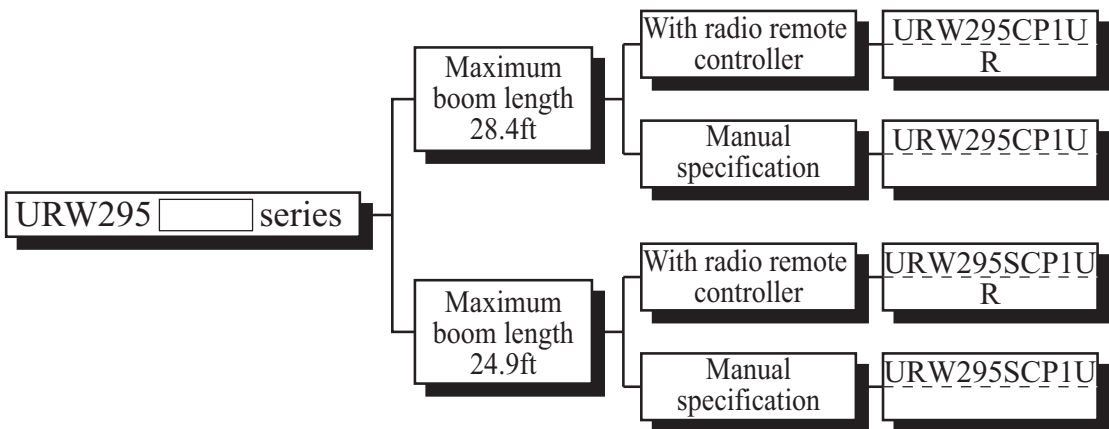 URW295 series
Maximum
boom length
28.4ft
With radio remote
controller
URW295CP1U
R
Manual
specification
URW295CP1U
Maximum
boom length
24.9ft
With radio remote
controller
URW295SCP1U
R
Manual
specification
URW295SCP1U